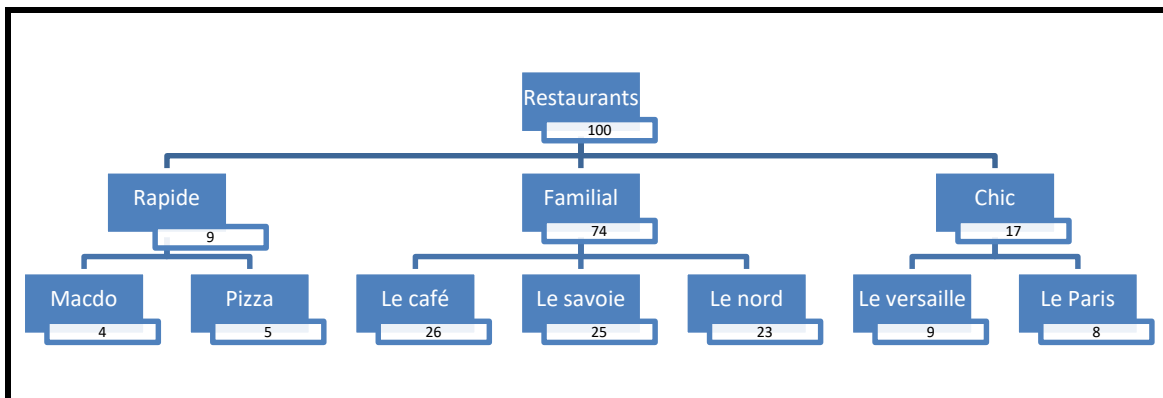 Restaurants
100
Rapide
9
Familial
74
Chic
17
Macdo
4
Pizza
5
Le café
26
Le savoie
25
Le nord
23
Le versaille
9
Le Paris
8